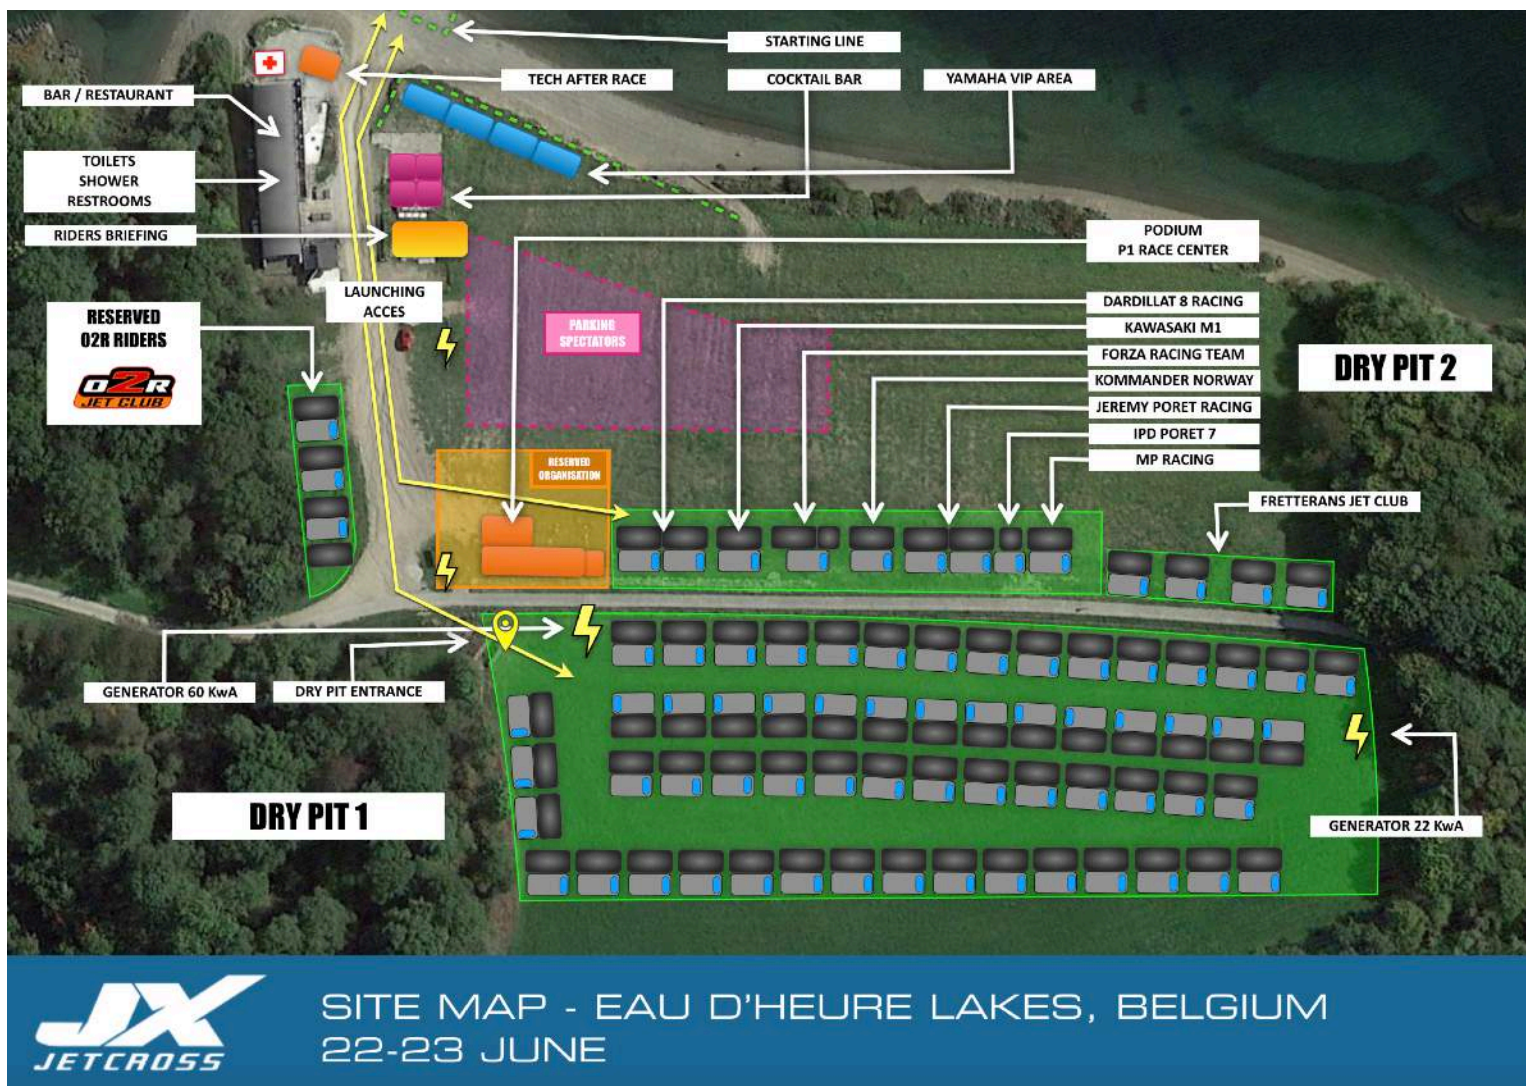 STARTING LINE
TECH AFTER RACE
COCKTAIL BAR
YAMAHA VIP AREA
BAR / RESTAURANT
TOILETS
SHOWER
RESTROOMS
RIDERS BRIEFING
PODIUM
P1 RACE CENTER
LAUNCHING
ACCES
RESERVED
O2R RIDERS
O2R
JET CLUB
PARKING
SPECTATORS
DARDILLAT 8 RACING
KAWASAKI M1
FORZA RACING TEAM
KOMMANDER NORWAY
JEREMY PORET RACING
IPD PORET 7
MP RACING
DRY PIT 2
RESERVED
ORGANISATION
FRETTERANS JET CLUB
GENERATOR 60 KwA
DRY PIT ENTRANCE
DRY PIT 1
GENERATOR 22 KwA
JX
JETCROSS
SITE MAP - EAU D'HEURE LAKES, BELGIUM
22-23 JUNE